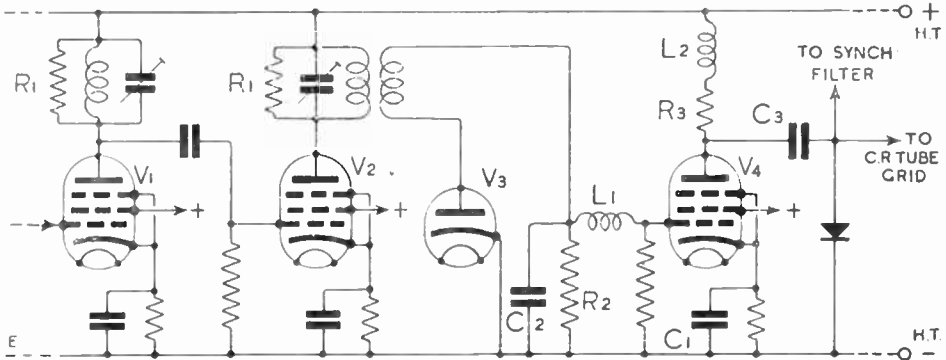 +
H.T
R1
R1
L2
TO SYNCH
FILTER
R3
C3
TO
C.R TUBE
GRID
V1
V2
V3
V4
+
+
+
L1
R2
C2
C1
E
H.T.